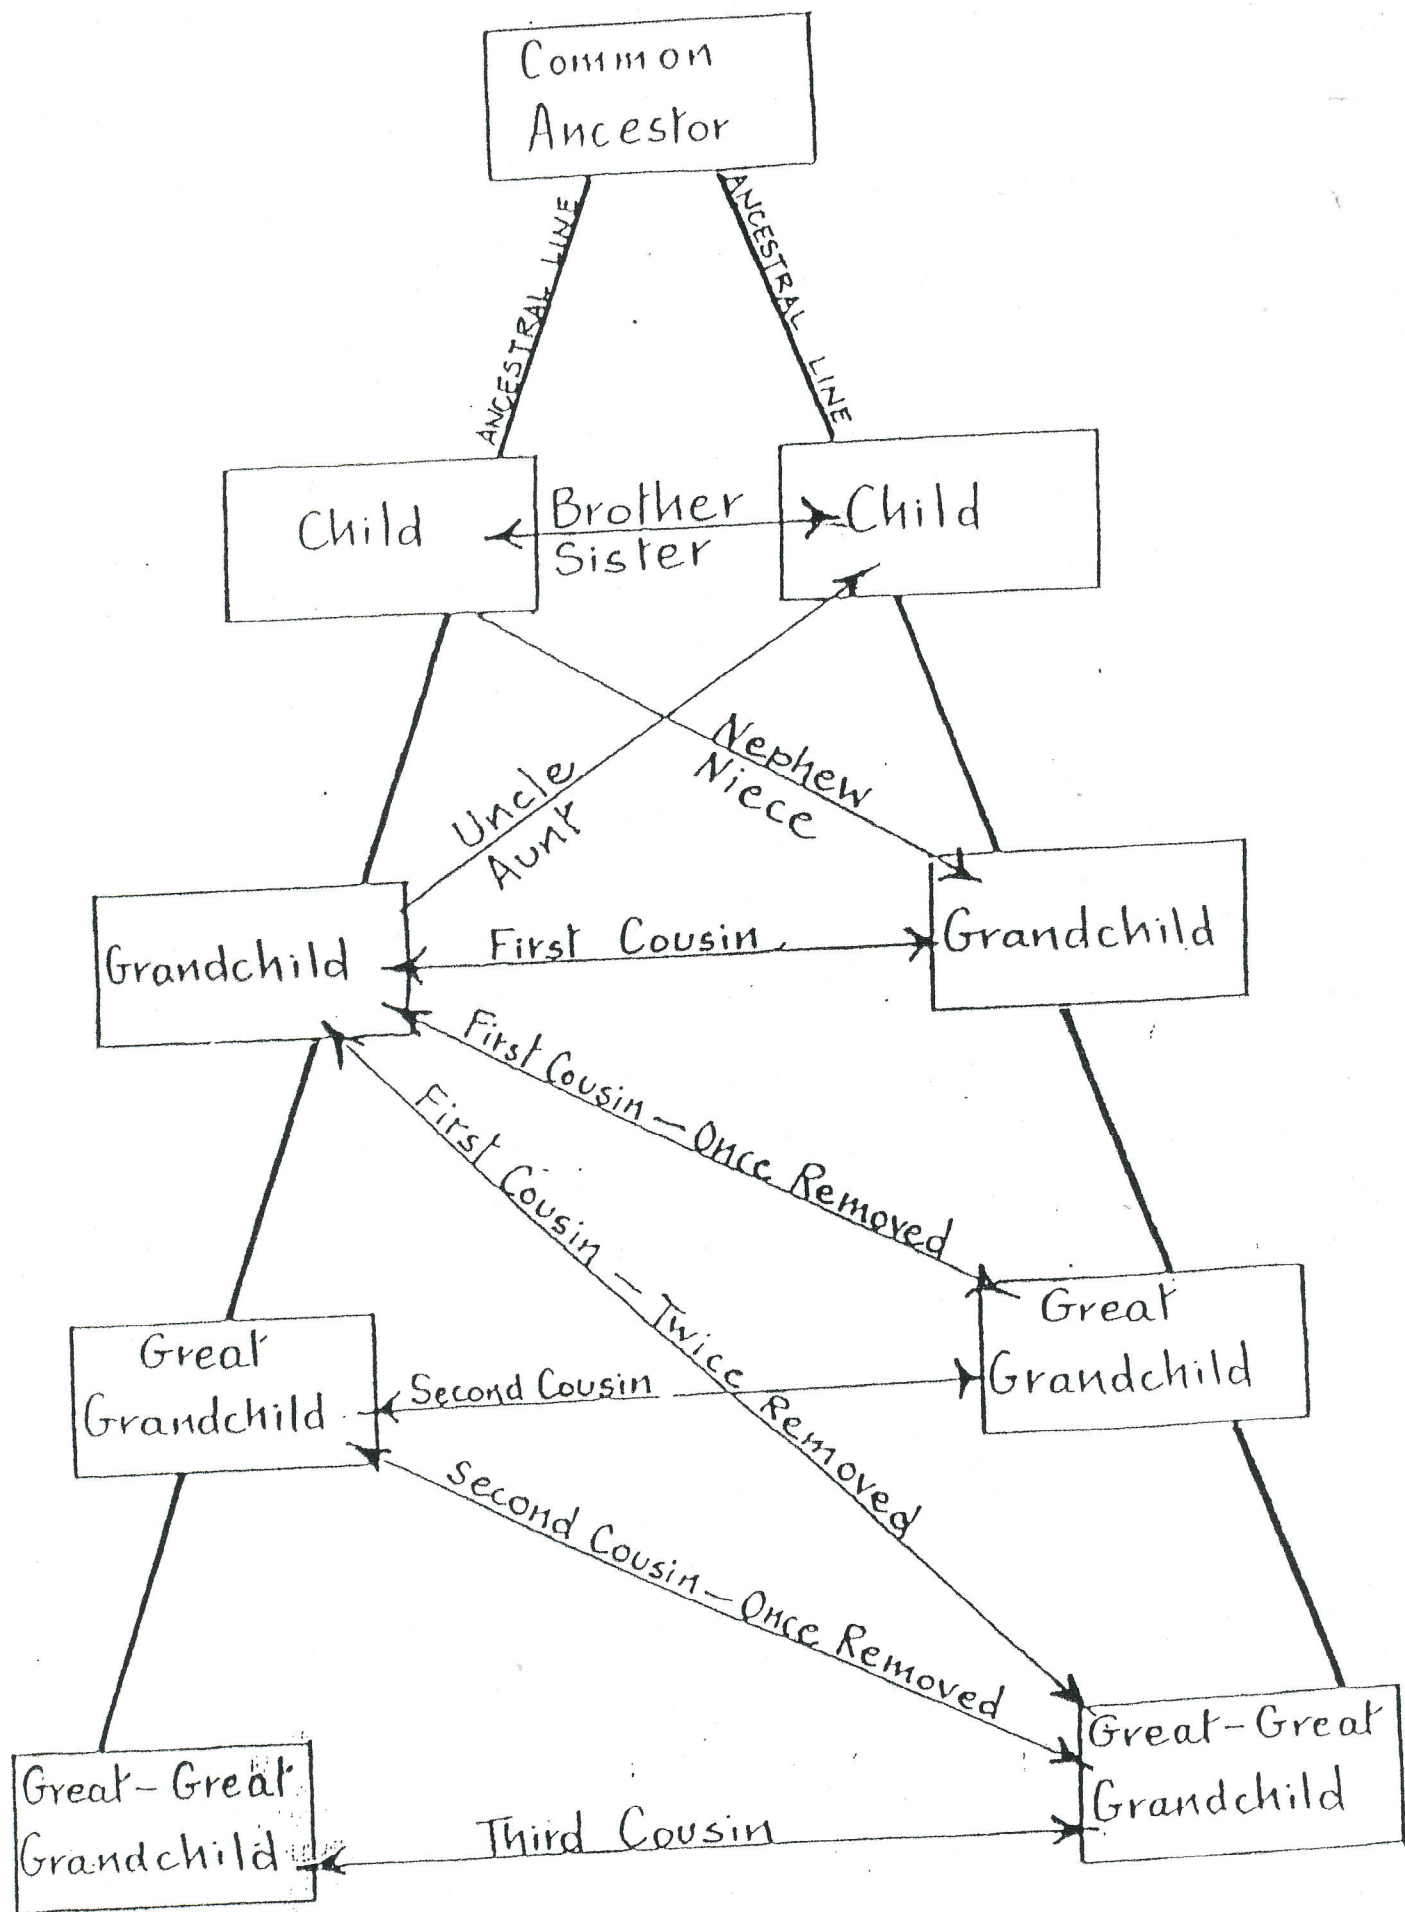 Common
Ancestor
ANCESTRAL LINE
ANCESTRAL LINE
Child
Brother
Sister
Child
Uncle
Aunt
Nephew
Niece
Grandchild
First Cousin
Grandchild
First Cousin – Once Removed
First Cousin – Twice Removed
Great
Grandchild
Second Cousin
Great
Grandchild
Second Cousin – Once Removed
Great-Great
Grandchild
Third Cousin
Great-Great
Grandchild